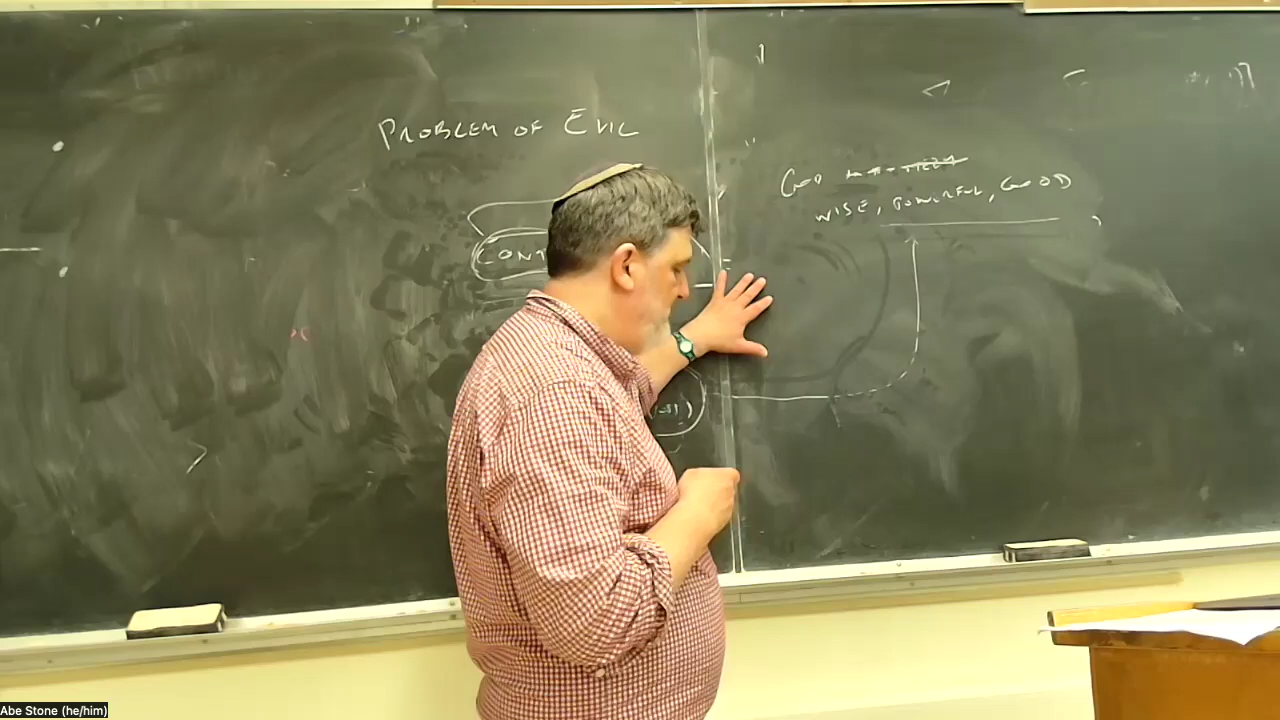 PROBLEM OF EVIL
GOD
WISE, POWERFUL, GOOD
CONT
Abe Stone (he/him)